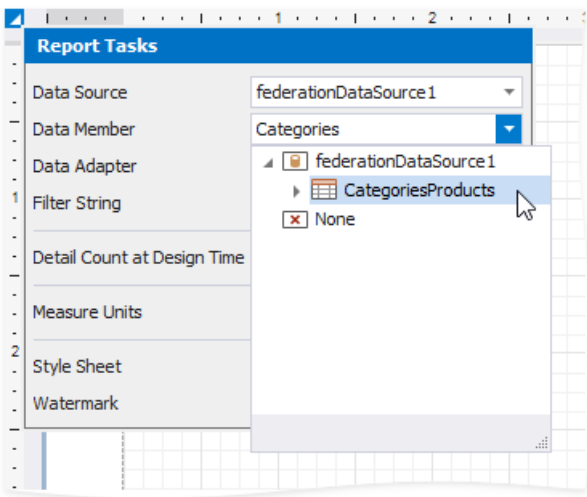 1 2
Report Tasks
Data Source federationDataSource1
Data Member Categories
Data Adapter federationDataSource1
CategoriesProducts
1
Filter String
None
Detail Count at Design Time
Measure Units
2
Style Sheet
Watermark